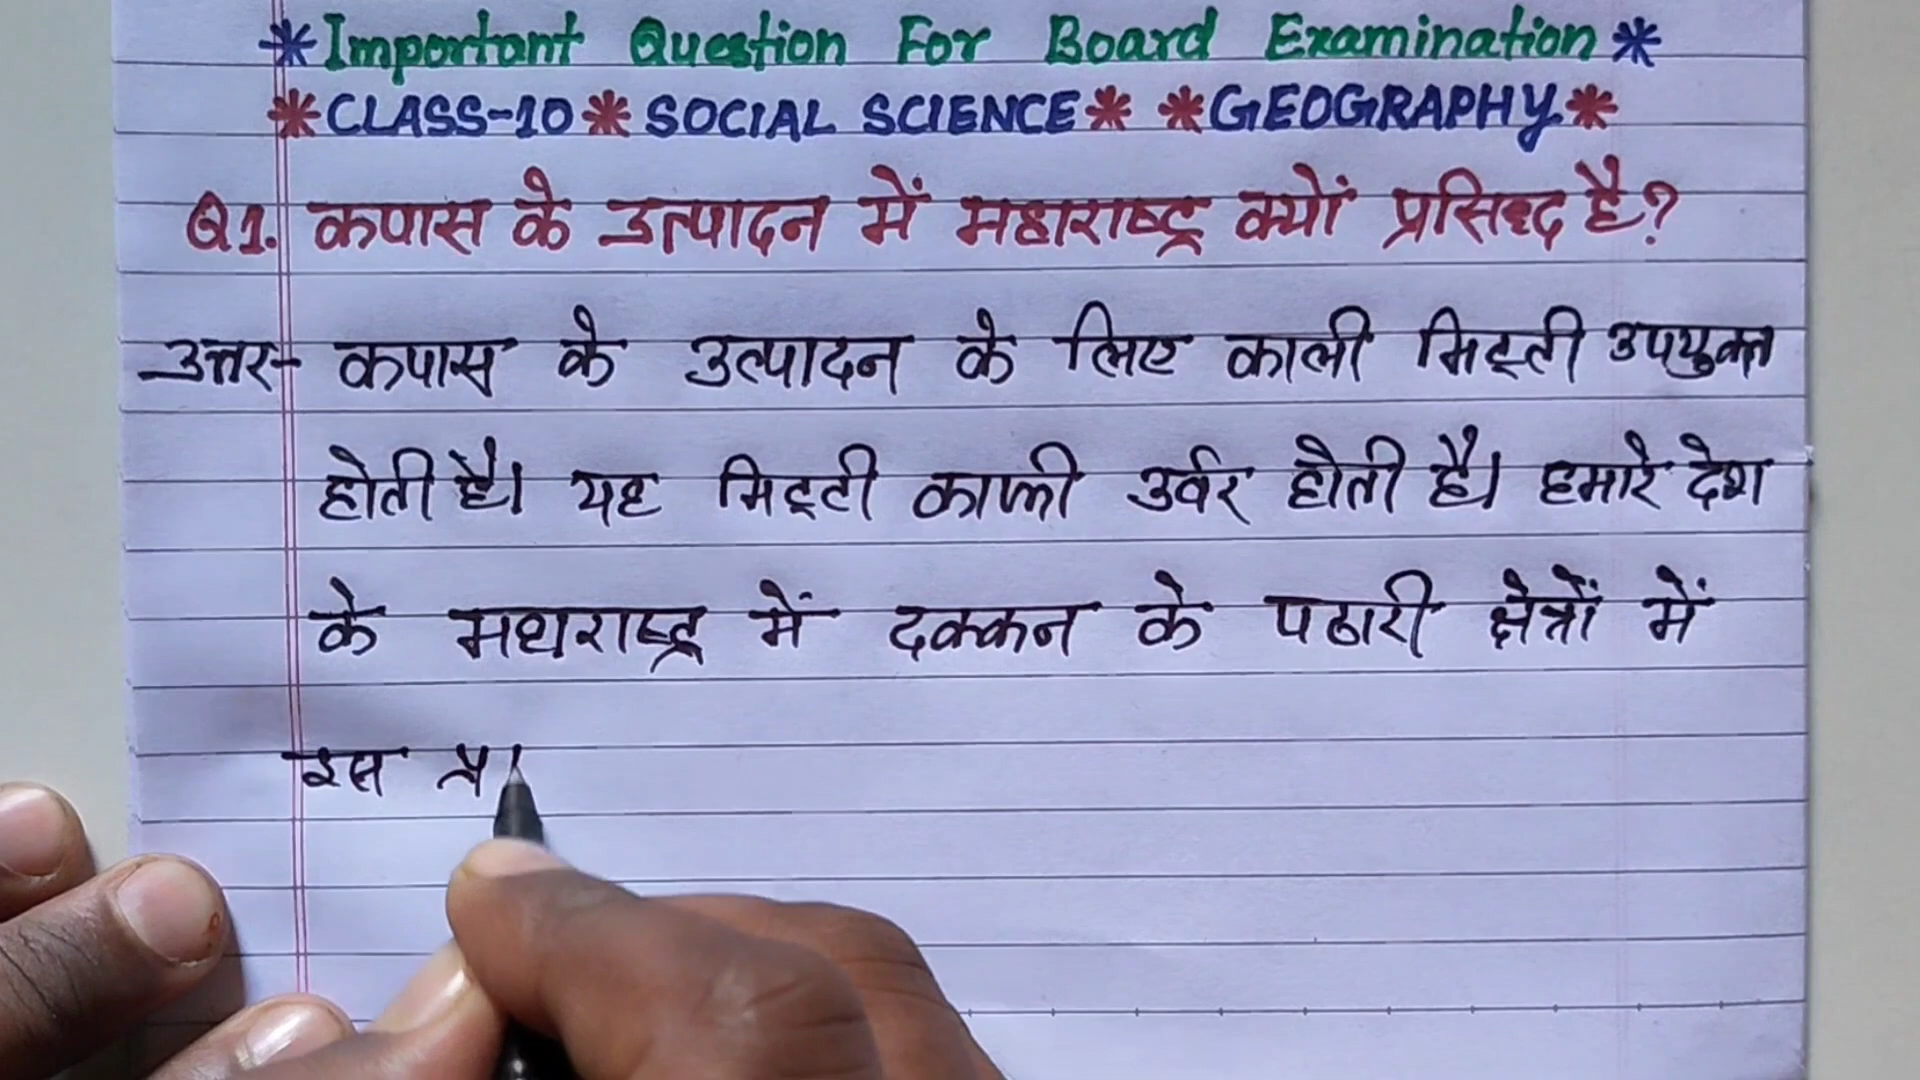 *Important Question For Board Examination*
*CLASS-10* SOCIAL SCIENCE* *GEOGRAPHY*
Q1. कपास के उत्पादन में महाराष्ट्र क्यों प्रसिद्ध है?
उत्तर- कपास के उत्पादन के लिए काली मिट्टी उपयुक्त
होती है। यह मिट्टी काफी उर्वर होती है। हमारे देश
के महाराष्ट्र में दक्कन के पठारी क्षेत्रों में
इस